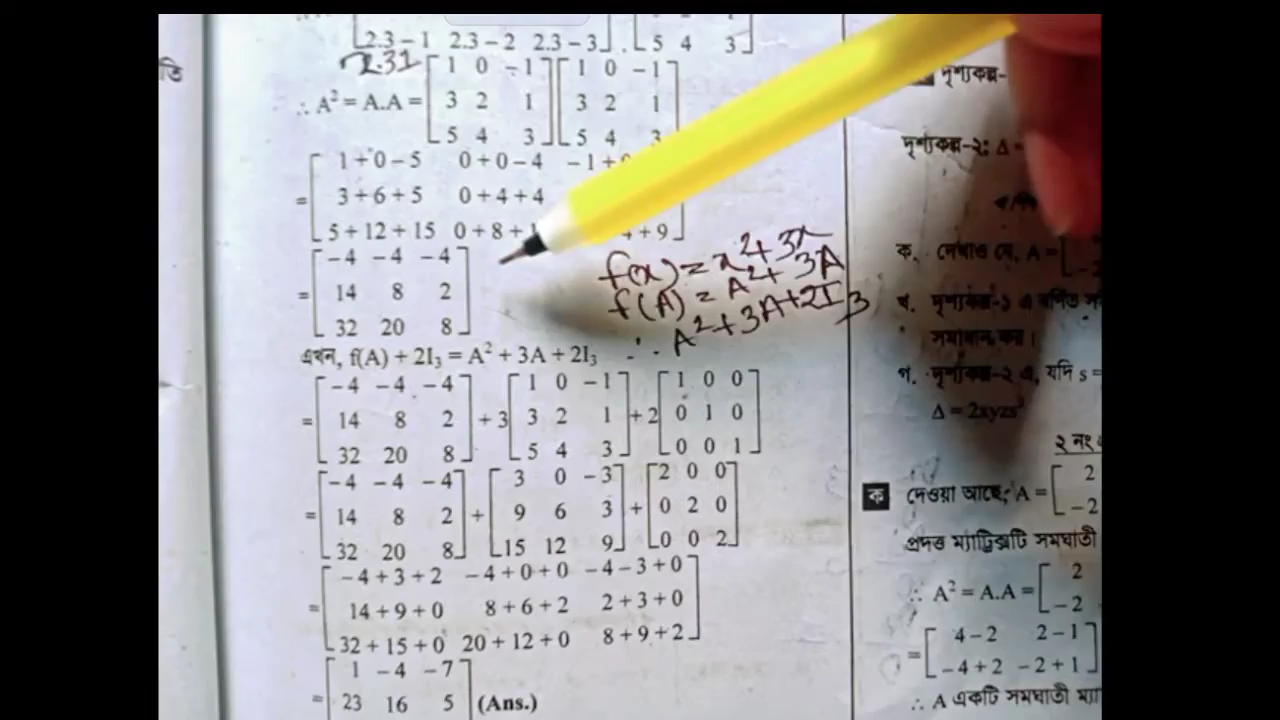 2.3−1 2.3−2 2.3−3 . 5 4 3
2.31
∴ A² = A.A = [1 0 −1] [1 0 −1]
3 2 1 3 2 1
5 4 3 5 4 3
1+0−5 0+0−4 −1+
= 3+6+5 0+4+4
5+12+15 0+8+ +9
−4 −4 −4
= 14 8 2
32 20 8
f(x) = x² + 3x
f(A) = A² + 3A
∴ A² + 3A + 2I₃
এখন, f(A) + 2I₃ = A² + 3A + 2I₃
−4 −4 −4 1 0 −1 1 0 0
= 14 8 2 + 3 3 2 1 + 2 0 1 0
32 20 8 5 4 3 0 0 1
−4 −4 −4 3 0 −3 2 0 0
= 14 8 2 + 9 6 3 + 0 2 0
32 20 8 15 12 9 0 0 2
−4+3+2 −4+0+0 −4−3+0
= 14+9+0 8+6+2 2+3+0
32+15+0 20+12+0 8+9+2
1 −4 −7
= 23 16 5 (Ans.)
দৃশ্যকল্প-
দৃশ্যকল্প-২: Δ =
ক. দেখাও যে, A =
খ. দৃশ্যকল্প-১ এ বর্ণিত
সমাধান কর।
গ. দৃশ্যকল্প-২ এ, যদি s =
Δ = 2xyzs³
২ নং
ক দেওয়া আছে, A = 2
−2
প্রদত্ত ম্যাট্রিক্সটি সমঘাতী
∴ A² = A.A = 2
−2
= 4−2 2−1
−4+2 −2+1
∴ A একটি সমঘাতী ম্যা